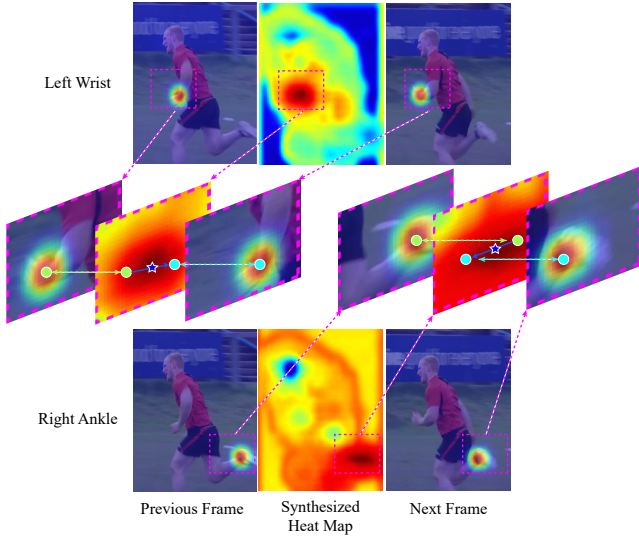 Left Wrist
Right Ankle
Previous Frame
Synthesized
Heat Map
Next Frame